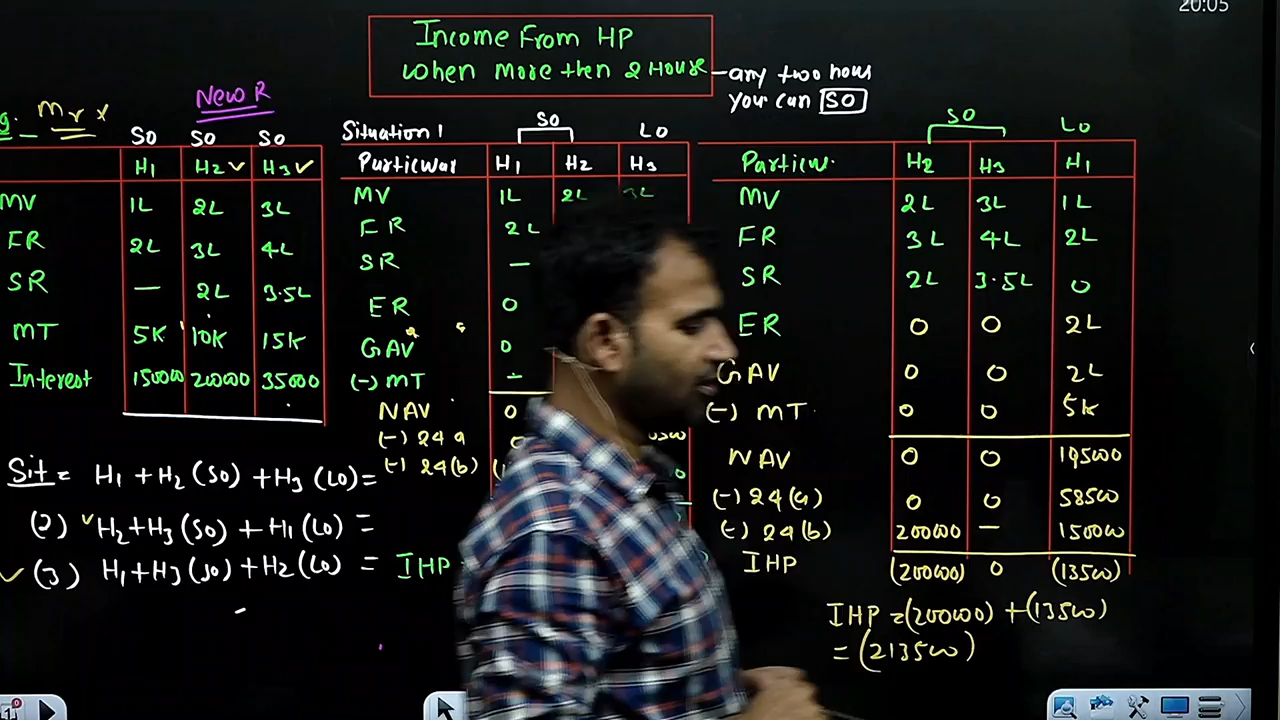 20:05
Income From HP
When More then 2 House
any two hous
you can SO
g. Mr x
New R
SO SO SO
H1 H2 H3
MV 1L 2L 3L
FR 2L 3L 4L
SR — 2L 3.5L
MT 5K 10K 15K
Interest 150000 200000 35000
Sit = H1 + H2 (SO) + H3 (LO) =
(2) H2 + H3 (SO) + H1 (LO) =
(3) H1 + H3 (SO) + H2 (LO) = IHP
Situation 1 SO LO
Particular H1 H2 H3
MV 1L 2L 3L
FR 2L
SR —
ER 0
GAV 0
(-) MT —
NAV 0
(-) 24 a
(-) 24(b)
SO LO
Particu. H2 H3 H1
MV 2L 3L 1L
FR 3L 4L 2L
SR 2L 3.5L 0
ER 0 0 2L
GAV 0 0 2L
(-) MT 0 0 5K
NAV 0 0 195000
(-) 24(a) 0 0 58500
(-) 24(b) 200000 — 150000
IHP (200000) 0 (13500)
IHP = (200000) + (13500)
= (213500)